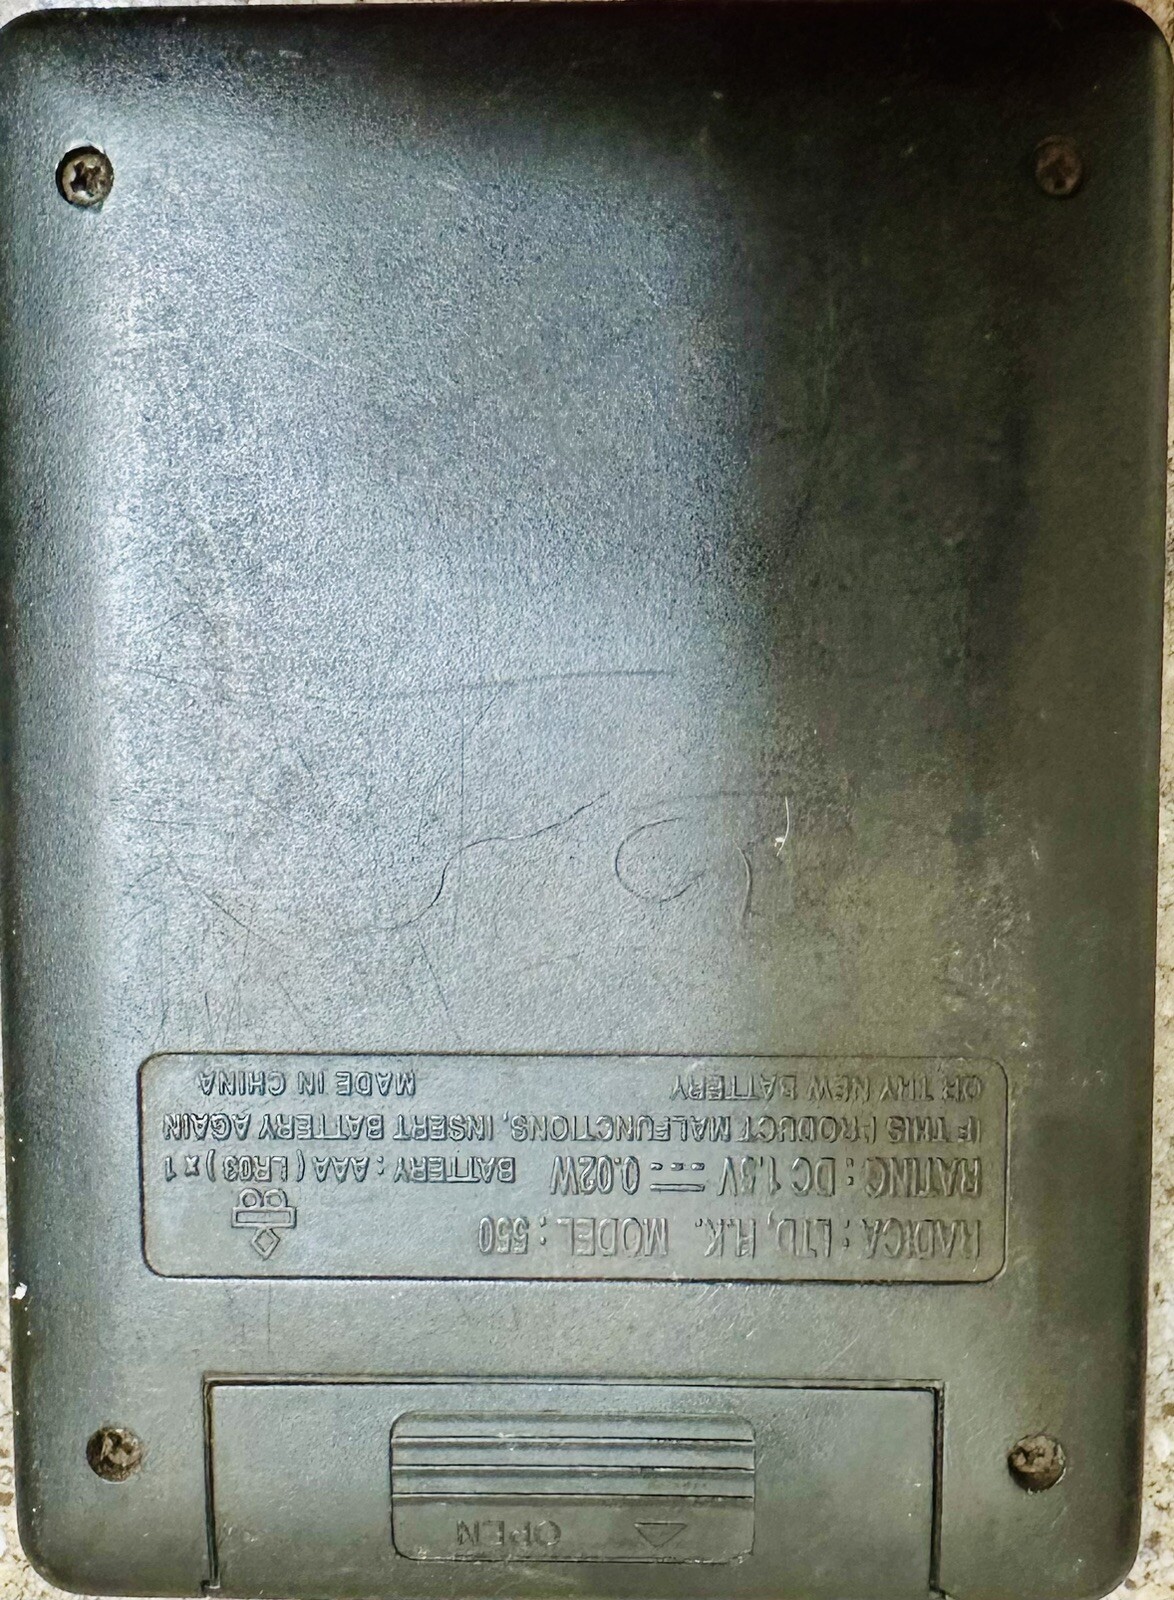 RADICA : LTD, H.K. MODEL : 550
RATING : DC 1.5V ⎓ 0.02W BATTERY : AAA ( LR03 ) x 1
IF THIS PRODUCT MALFUNCTIONS, INSERT BATTERY AGAIN
OR TRY NEW BATTERY MADE IN CHINA
OPEN